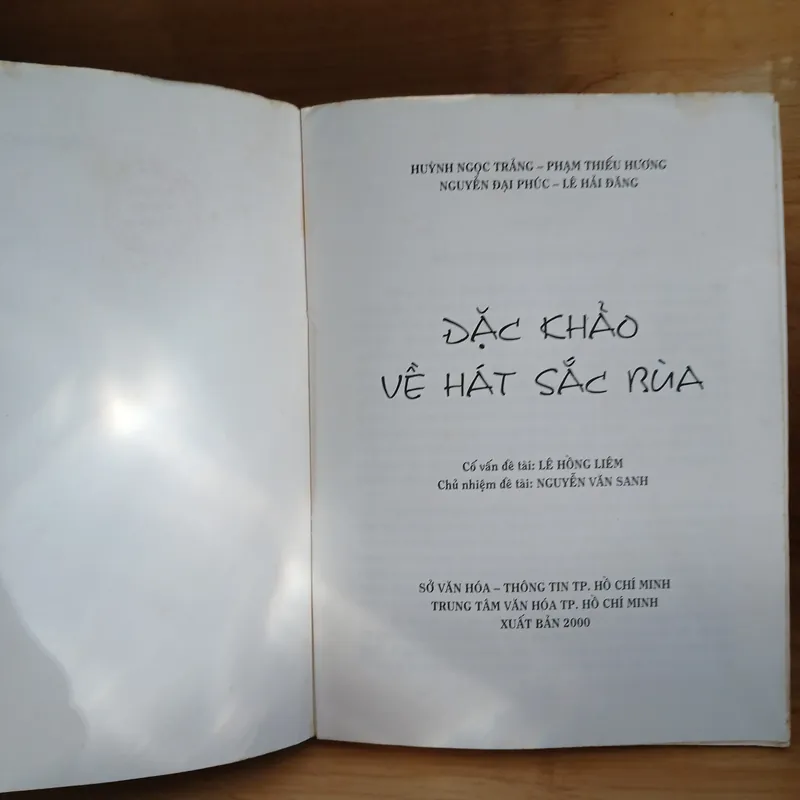 HUỲNH NGỌC TRẢNG – PHẠM THIẾU HƯƠNG
NGUYỄN ĐẠI PHÚC – LÊ HẢI ĐĂNG
ĐẶC KHẢO
VỀ HÁT SẮC BÙA
Cố vấn đề tài: LÊ HỒNG LIÊM
Chủ nhiệm đề tài: NGUYỄN VĂN SANH
SỞ VĂN HÓA – THÔNG TIN TP. HỒ CHÍ MINH
TRUNG TÂM VĂN HÓA TP. HỒ CHÍ MINH
XUẤT BẢN 2000